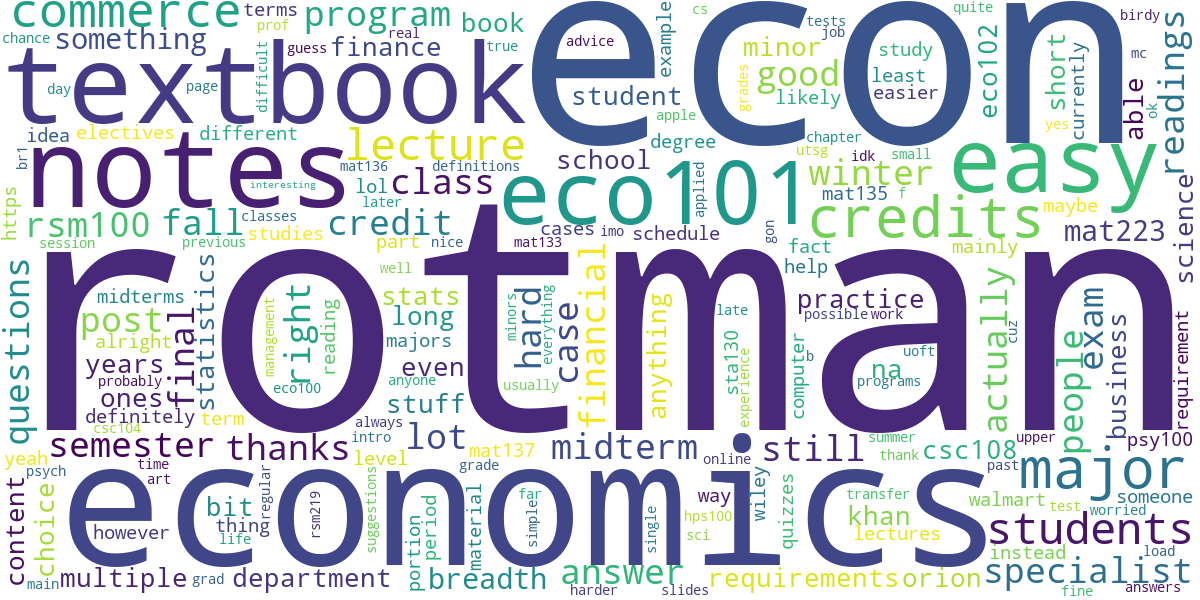 commerce
terms
prof
program
book
econ
cs
quite
birdy
chance
something
guess
real
finance
true
advice
example
minor
tests
job
mc
textbook
difficult
good
study
eco102
short
currently
able
readings
day
page
student
grades
likely
least
easier
ok
idea
electives
different
lecture
apple
degree
chapter
yes
br1
notes
mat136
definitions
school
applied
utsg
idk
small
easy
interesting
lol
class
eco101
winter
mat135
f
maybe
https
rsm100
fall
classes
later
credit
cases
imo
schedule
gon
credits
mat223
science
session
previous
studies
part
nice
mat133
fact
mainly
rotman
well
help
questions
midterms
statistics
management
right
reading
stats
long
hard
minors
everything
case
financial
anything
late
practice
possible
work
actually
people
exam
business
requirement
post
alright
final
majors
sta130
computer
b
uoft
cuz
years
probably
eco100
even
anyone
usually
na
programs
ones
definitely
csc104
term
stuff
always
experience
semester
thanks
intro
lot
midterm
still
summer
thank
csc108
upper
psy100
yeah
psych
time
art
level
mat137
grade
online
past
major
content
choice
economics
bit
thing
life
or
regular
rsm219
suggestions
portion
period
material
far
simpler
single
way
hps100
sci
wiley
quizzes
transfer
khan
lectures
walmart
test
someone
worried
students
however
instead
load
main
multiple
grad
department
breadth
answer
harder
slides
requirements
orion
specialist
fine
answers